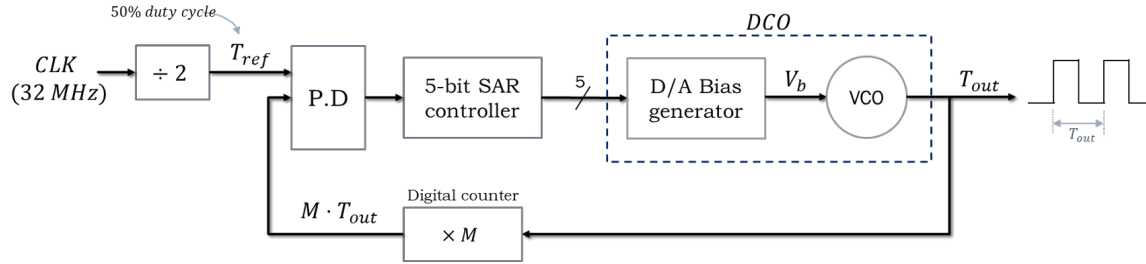 50% duty cycle
DCO
CLK
(32 MHz)
÷ 2
T_ref
P.D
5-bit SAR
controller
5
D/A Bias
generator
V_b
VCO
T_out
T_out
Digital counter
M · T_out
× M